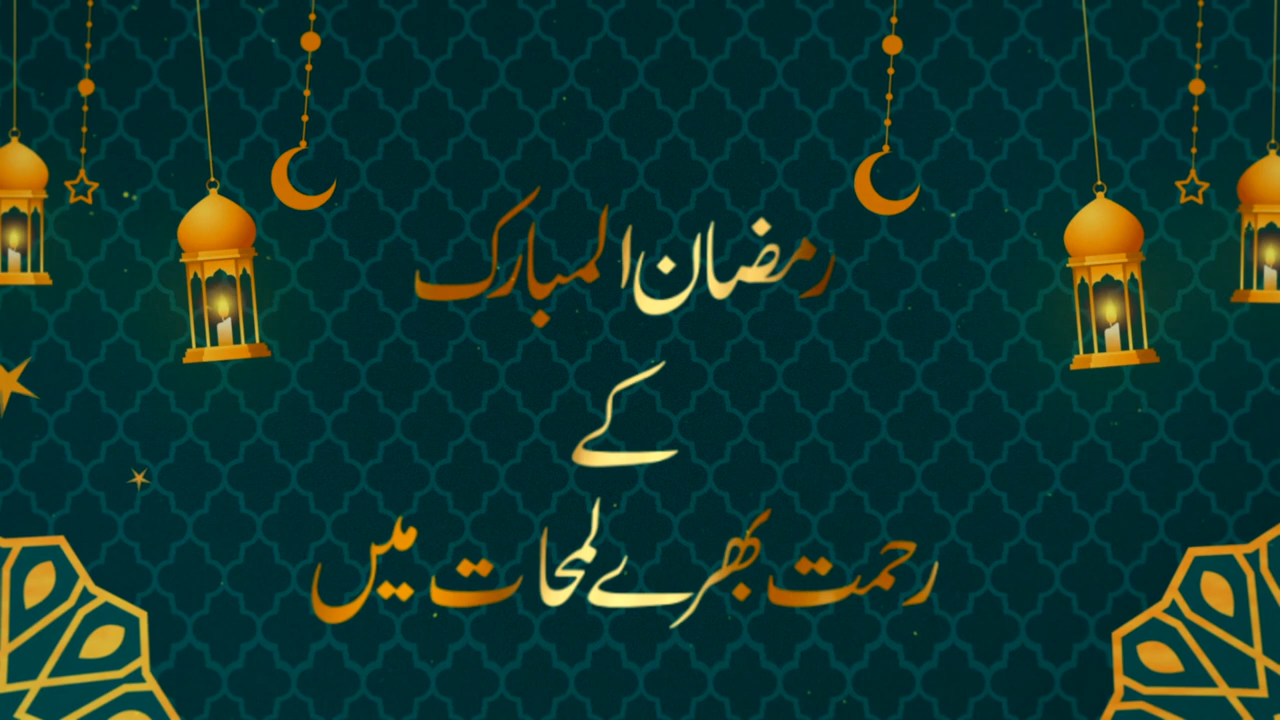 رمضان المبارک
کے
رحمت بھرے لمحات میں